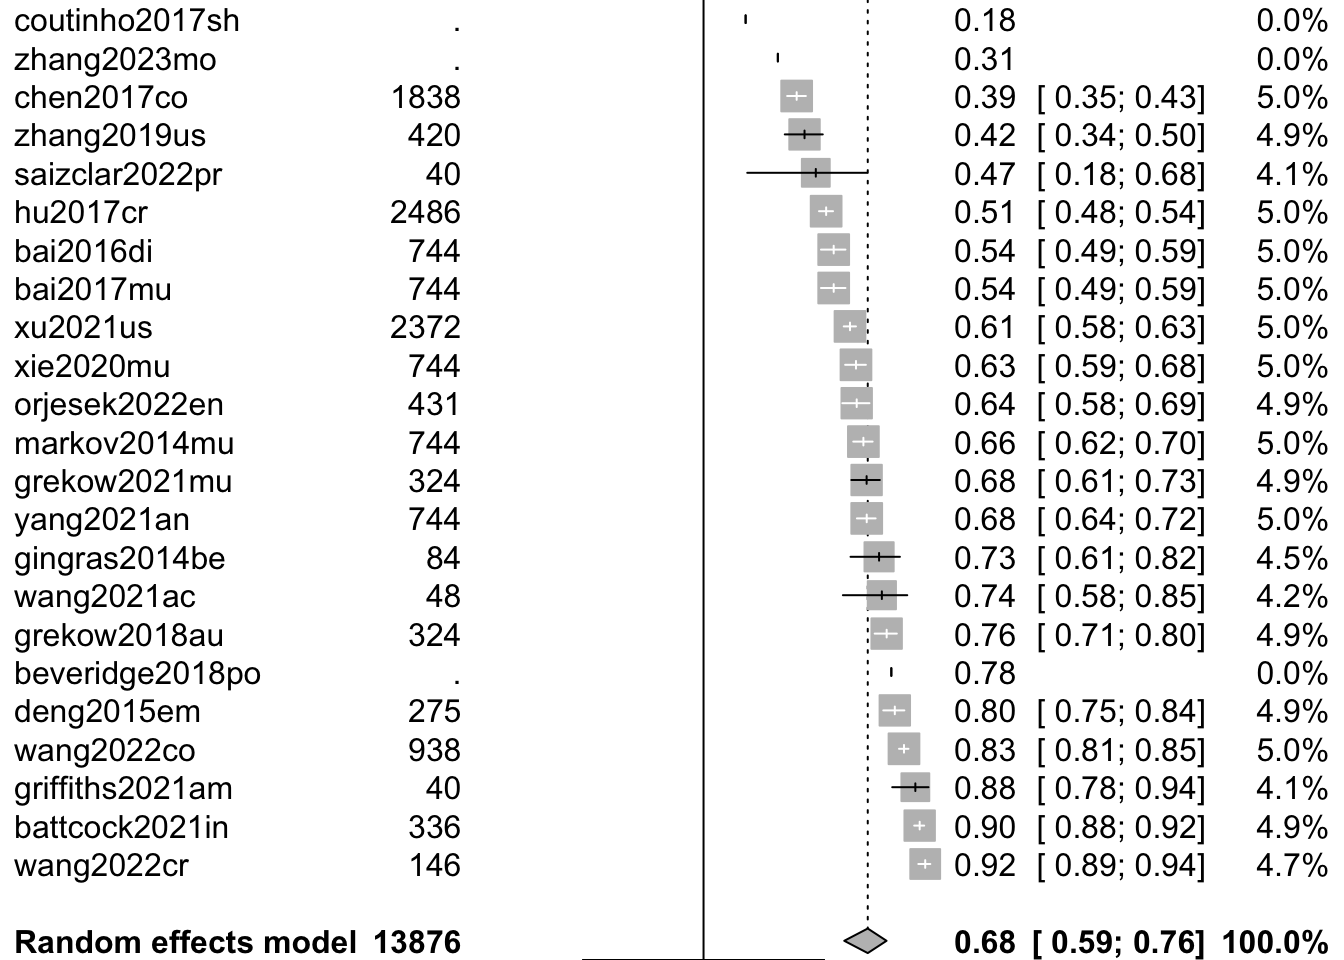 coutinho2017sh . 0.18 0.0%
zhang2023mo . 0.31 0.0%
chen2017co 1838 0.39 [ 0.35; 0.43] 5.0%
zhang2019us 420 0.42 [ 0.34; 0.50] 4.9%
saizclar2022pr 40 0.47 [ 0.18; 0.68] 4.1%
hu2017cr 2486 0.51 [ 0.48; 0.54] 5.0%
bai2016di 744 0.54 [ 0.49; 0.59] 5.0%
bai2017mu 744 0.54 [ 0.49; 0.59] 5.0%
xu2021us 2372 0.61 [ 0.58; 0.63] 5.0%
xie2020mu 744 0.63 [ 0.59; 0.68] 5.0%
orjesek2022en 431 0.64 [ 0.58; 0.69] 4.9%
markov2014mu 744 0.66 [ 0.62; 0.70] 5.0%
grekow2021mu 324 0.68 [ 0.61; 0.73] 4.9%
yang2021an 744 0.68 [ 0.64; 0.72] 5.0%
gingras2014be 84 0.73 [ 0.61; 0.82] 4.5%
wang2021ac 48 0.74 [ 0.58; 0.85] 4.2%
grekow2018au 324 0.76 [ 0.71; 0.80] 4.9%
beveridge2018po . 0.78 0.0%
deng2015em 275 0.80 [ 0.75; 0.84] 4.9%
wang2022co 938 0.83 [ 0.81; 0.85] 5.0%
griffiths2021am 40 0.88 [ 0.78; 0.94] 4.1%
battcock2021in 336 0.90 [ 0.88; 0.92] 4.9%
wang2022cr 146 0.92 [ 0.89; 0.94] 4.7%
Random effects model 13876 0.68 [ 0.59; 0.76] 100.0%